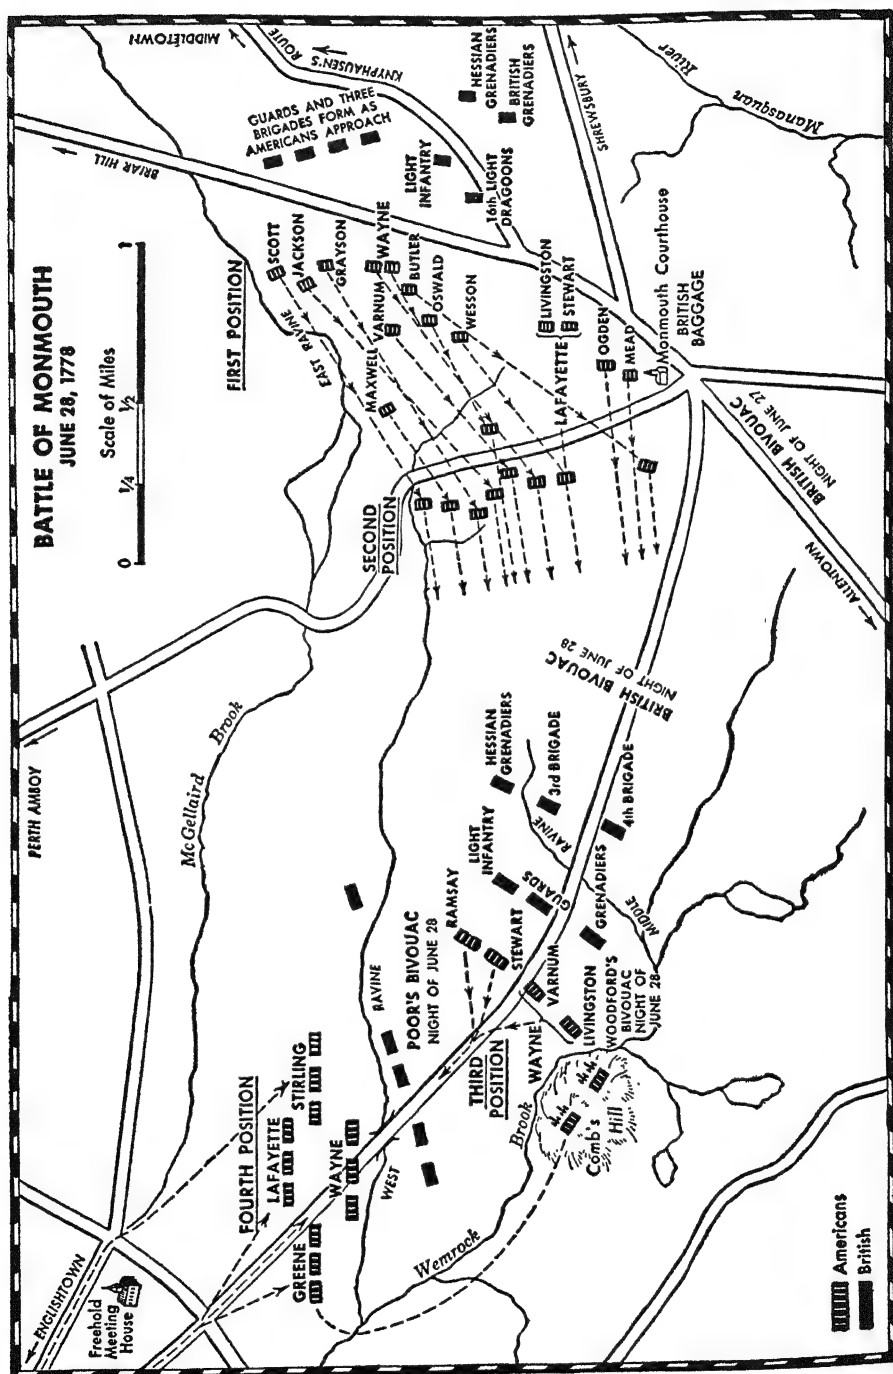 BATTLE OF MONMOUTH
JUNE 28, 1778
Scale of Miles
0
1/4
1/2
1
PERTH AMBOY
BRIAR HILL
MIDDLETOWN
KNYPHAUSEN'S
ROUTE
GUARDS AND THREE
BRIGADES FORM AS
AMERICANS APPROACH
LIGHT
INFANTRY
16th LIGHT
DRAGOONS
HESSIAN
GRENADIERS
BRITISH
GRENADIERS
SHREWSBURY
Manasquan
River
FIRST POSITION
EAST RAVINE
SCOTT
JACKSON
GRAYSON
MAXWELL
VARNUM
WAYNE
BUTLER
OSWALD
WESSON
LAFAYETTE
LIVINGSTON
STEWART
OGDEN
MEAD
Monmouth Courthouse
BRITISH
BAGGAGE
BRITISH BIVOUAC
NIGHT OF JUNE 27
ALLENTOWN
SECOND
POSITION
McGellaird
Brook
BRITISH BIVOUAC
NIGHT OF JUNE 28
HESSIAN
GRENADIERS
3rd BRIGADE
4th BRIGADE
LIGHT
INFANTRY
GUARDS
GRENADIERS
MIDDLE
RAVINE
RAMSAY
STEWART
VARNUM
LIVINGSTON
WOODFORD'S
BIVOUAC
NIGHT OF
JUNE 28
POOR'S BIVOUAC
NIGHT OF JUNE 28
THIRD
POSITION
WAYNE
WEST
RAVINE
ENGLISHTOWN
Freehold
Meeting
House
FOURTH POSITION
LAFAYETTE
STIRLING
WAYNE
GREENE
Wemrock
Brook
Comb's
Hill
Americans
British